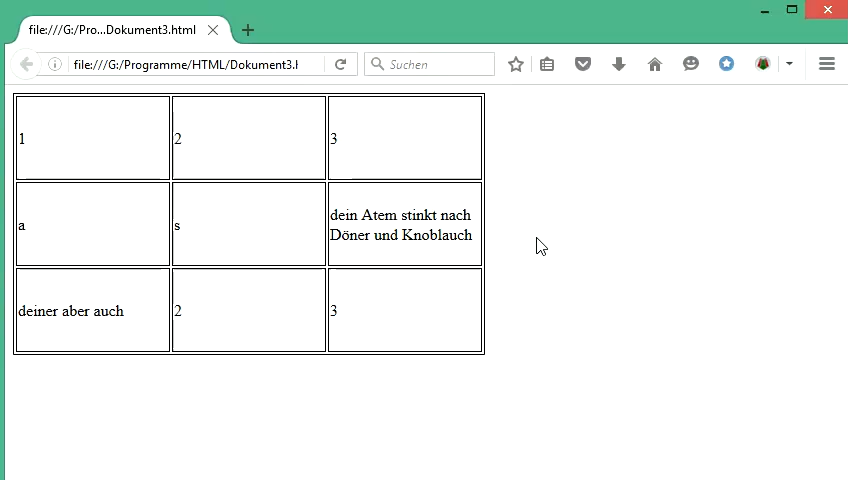 file:///G:/Pro...Dokument3.html
file:///G:/Programme/HTML/Dokument3.h
Suchen
1 2 3
a s dein Atem stinkt nach
Döner und Knoblauch
deiner aber auch 2 3